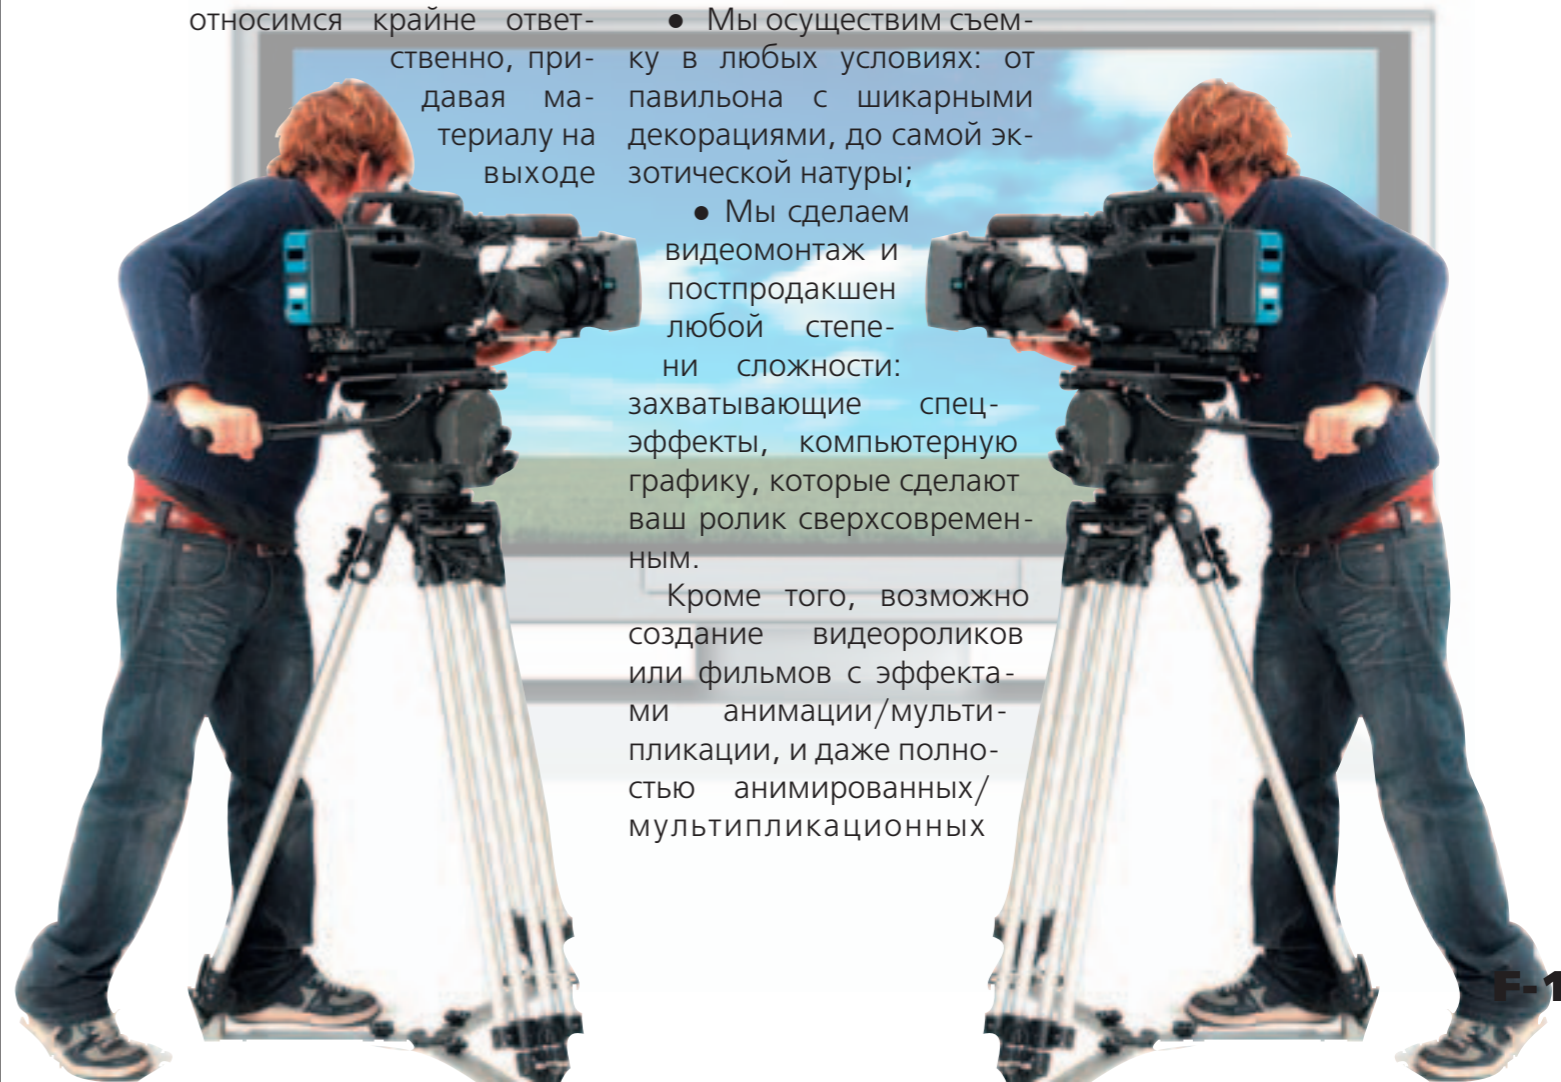 относимся крайне ответ-
ственно, при-
давая ма-
териалу на
выходе
● Мы осуществим съем-
ку в любых условиях: от
павильона с шикарными
декорациями, до самой эк-
зотической натуры;
● Мы сделаем
видеомонтаж и
постпродакшен
любой степе-
ни сложности:
захватывающие спец-
эффекты, компьютерную
графику, которые сделают
ваш ролик сверхсовремен-
ным.
Кроме того, возможно
создание видеороликов
или фильмов с эффекта-
ми анимации/мульти-
пликации, и даже полно-
стью анимированных/
мультипликационных
F-1